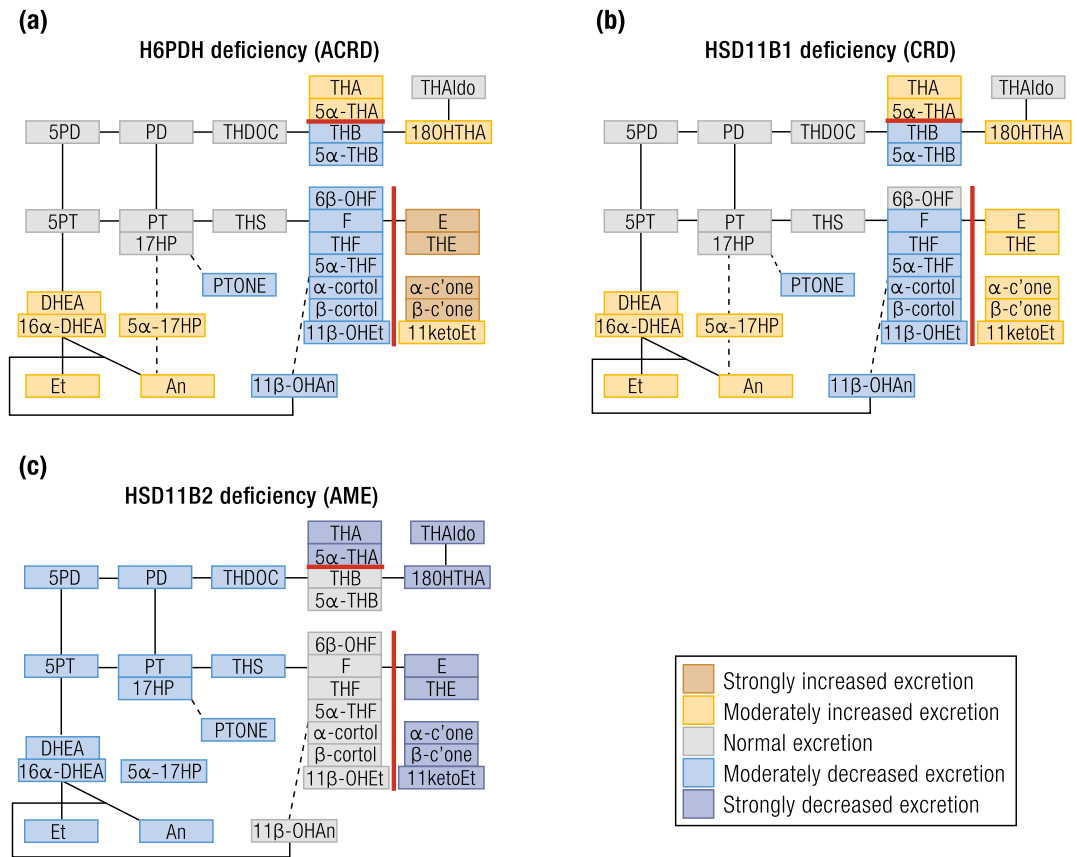 (a)
H6PDH deficiency (ACRD)
THA
THAldo
5α-THA
5PD
PD
THDOC
THB
180HTHA
5α-THB
6β-OHF
5PT
PT
THS
F
E
17HP
THF
THE
5α-THF
PTONE
α-cortol
α-c'one
DHEA
β-cortol
β-c'one
16α-DHEA
5α-17HP
11β-OHEt
11ketoEt
Et
An
11β-OHAn
(b)
HSD11B1 deficiency (CRD)
THA
THAldo
5α-THA
5PD
PD
THDOC
THB
180HTHA
5α-THB
6β-OHF
5PT
PT
THS
F
E
17HP
THF
THE
5α-THF
PTONE
α-cortol
α-c'one
DHEA
β-cortol
β-c'one
16α-DHEA
5α-17HP
11β-OHEt
11ketoEt
Et
An
11β-OHAn
(c)
HSD11B2 deficiency (AME)
THA
THAldo
5α-THA
5PD
PD
THDOC
THB
180HTHA
5α-THB
6β-OHF
5PT
PT
THS
F
E
17HP
THF
THE
5α-THF
PTONE
α-cortol
α-c'one
DHEA
β-cortol
β-c'one
16α-DHEA
5α-17HP
11β-OHEt
11ketoEt
Et
An
11β-OHAn
Strongly increased excretion
Moderately increased excretion
Normal excretion
Moderately decreased excretion
Strongly decreased excretion